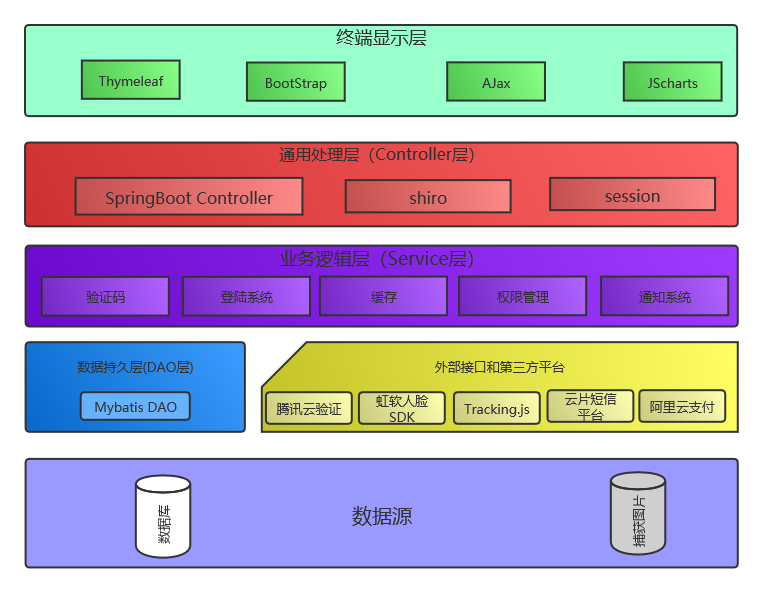 终端显示层
Thymeleaf
BootStrap
AJax
JScharts
通用处理层（Controller层）
SpringBoot Controller
shiro
session
业务逻辑层（Service层）
验证码
登陆系统
缓存
权限管理
通知系统
数据持久层(DAO层)
Mybatis DAO
外部接口和第三方平台
腾讯云验证
虹软人脸
SDK
Tracking.js
云片短信
平台
阿里云支付
数据源
数据库
捕获图片